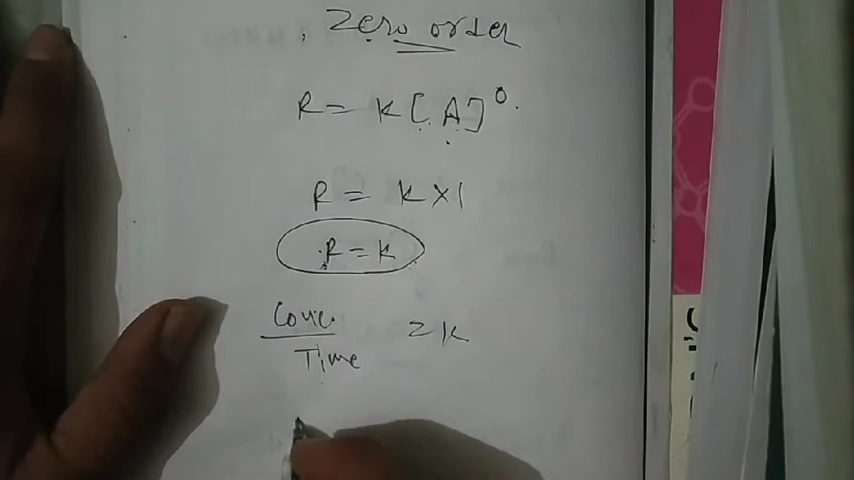 Zero order
R = K [A]⁰
R = K × 1
R = K
Conc. / Time = K